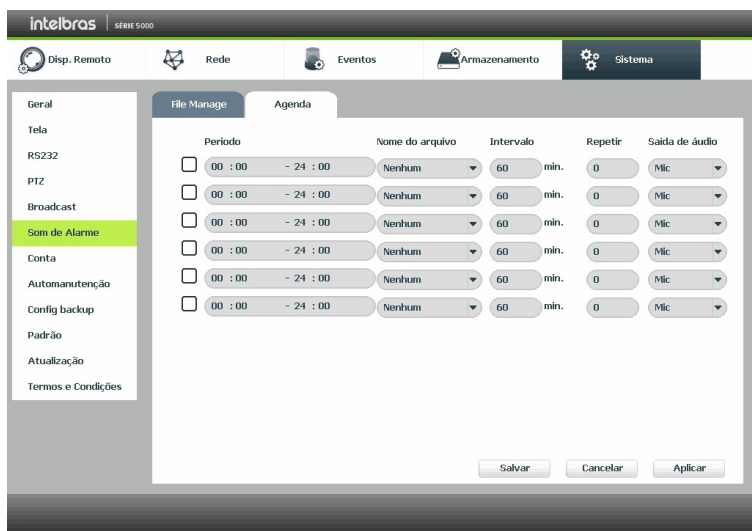 intelbras SÉRIE 5000
Disp. Remoto Rede Eventos Armazenamento Sistema
Geral
Tela
RS232
PTZ
Broadcast
Som de Alarme
Conta
Automanutenção
Config backup
Padrão
Atualização
Termos e Condições
File Manage Agenda
Periodo Nome do arquivo Intervalo Repetir Saida de áudio
00 :00 - 24 :00 Nenhum 60 min. 0 Mic
00 :00 - 24 :00 Nenhum 60 min. 0 Mic
00 :00 - 24 :00 Nenhum 60 min. 0 Mic
00 :00 - 24 :00 Nenhum 60 min. 0 Mic
00 :00 - 24 :00 Nenhum 60 min. 0 Mic
00 :00 - 24 :00 Nenhum 60 min. 0 Mic
Salvar Cancelar Aplicar